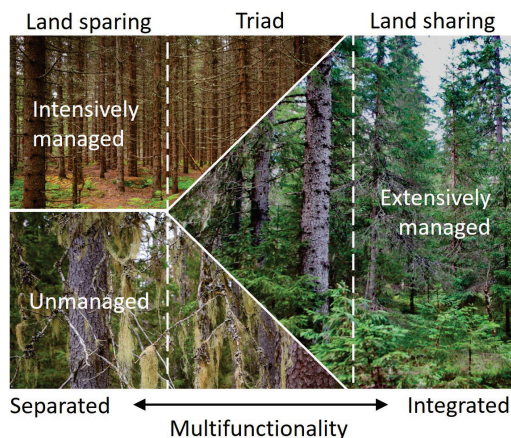 Land sparing
Triad
Land sharing
Intensively
managed
Extensively
managed
Unmanaged
Separated
Integrated
Multifunctionality